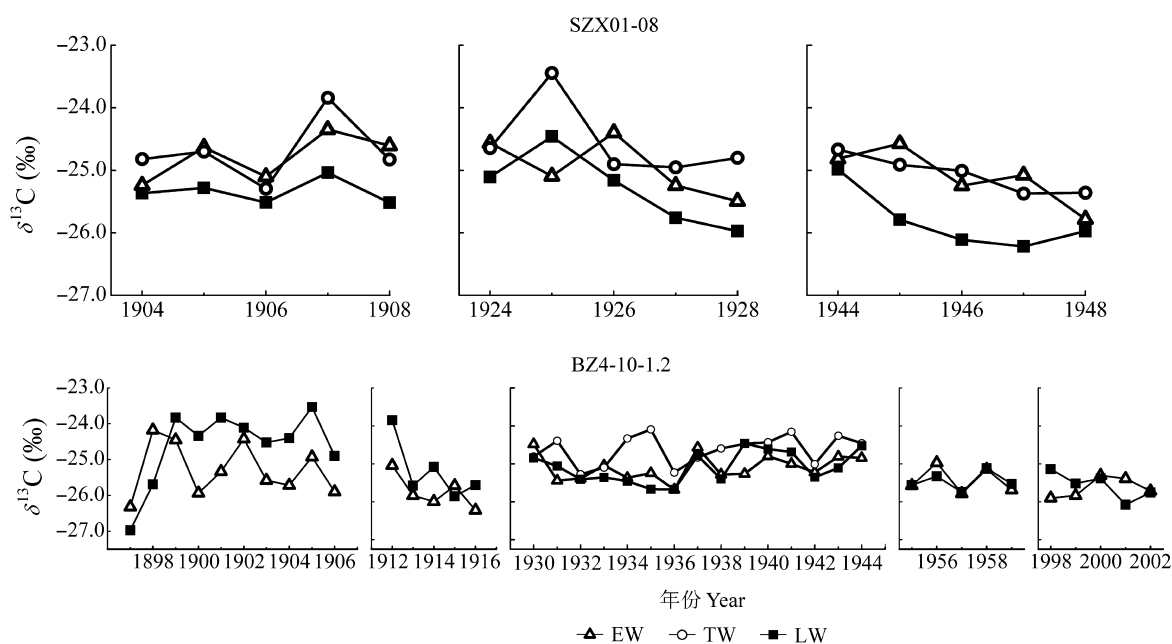 SZX01-08
−23.0
−24.0
−25.0
−26.0
−27.0
δ13C (‰)
1904 1906 1908 1924 1926 1928 1944 1946 1948
BZ4-10-1.2
−23.0
−24.0
−25.0
−26.0
−27.0
δ13C (‰)
1898 1900 1902 1904 1906 1912 1914 1916 1930 1932 1934 1936 1938 1940 1942 1944 1956 1958 1998 2000 2002
年份 Year
EW TW LW